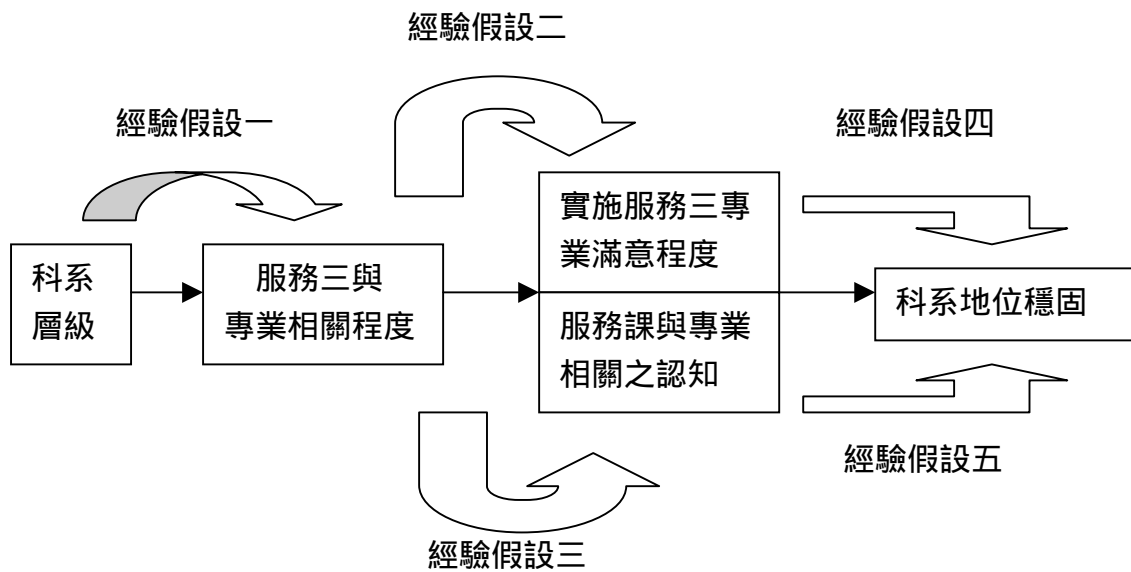 經驗假設二
經驗假設一
經驗假設四
科系
層級
服務三與
專業相關程度
實施服務三專
業滿意程度
服務課與專業
相關之認知
科系地位穩固
經驗假設五
經驗假設三